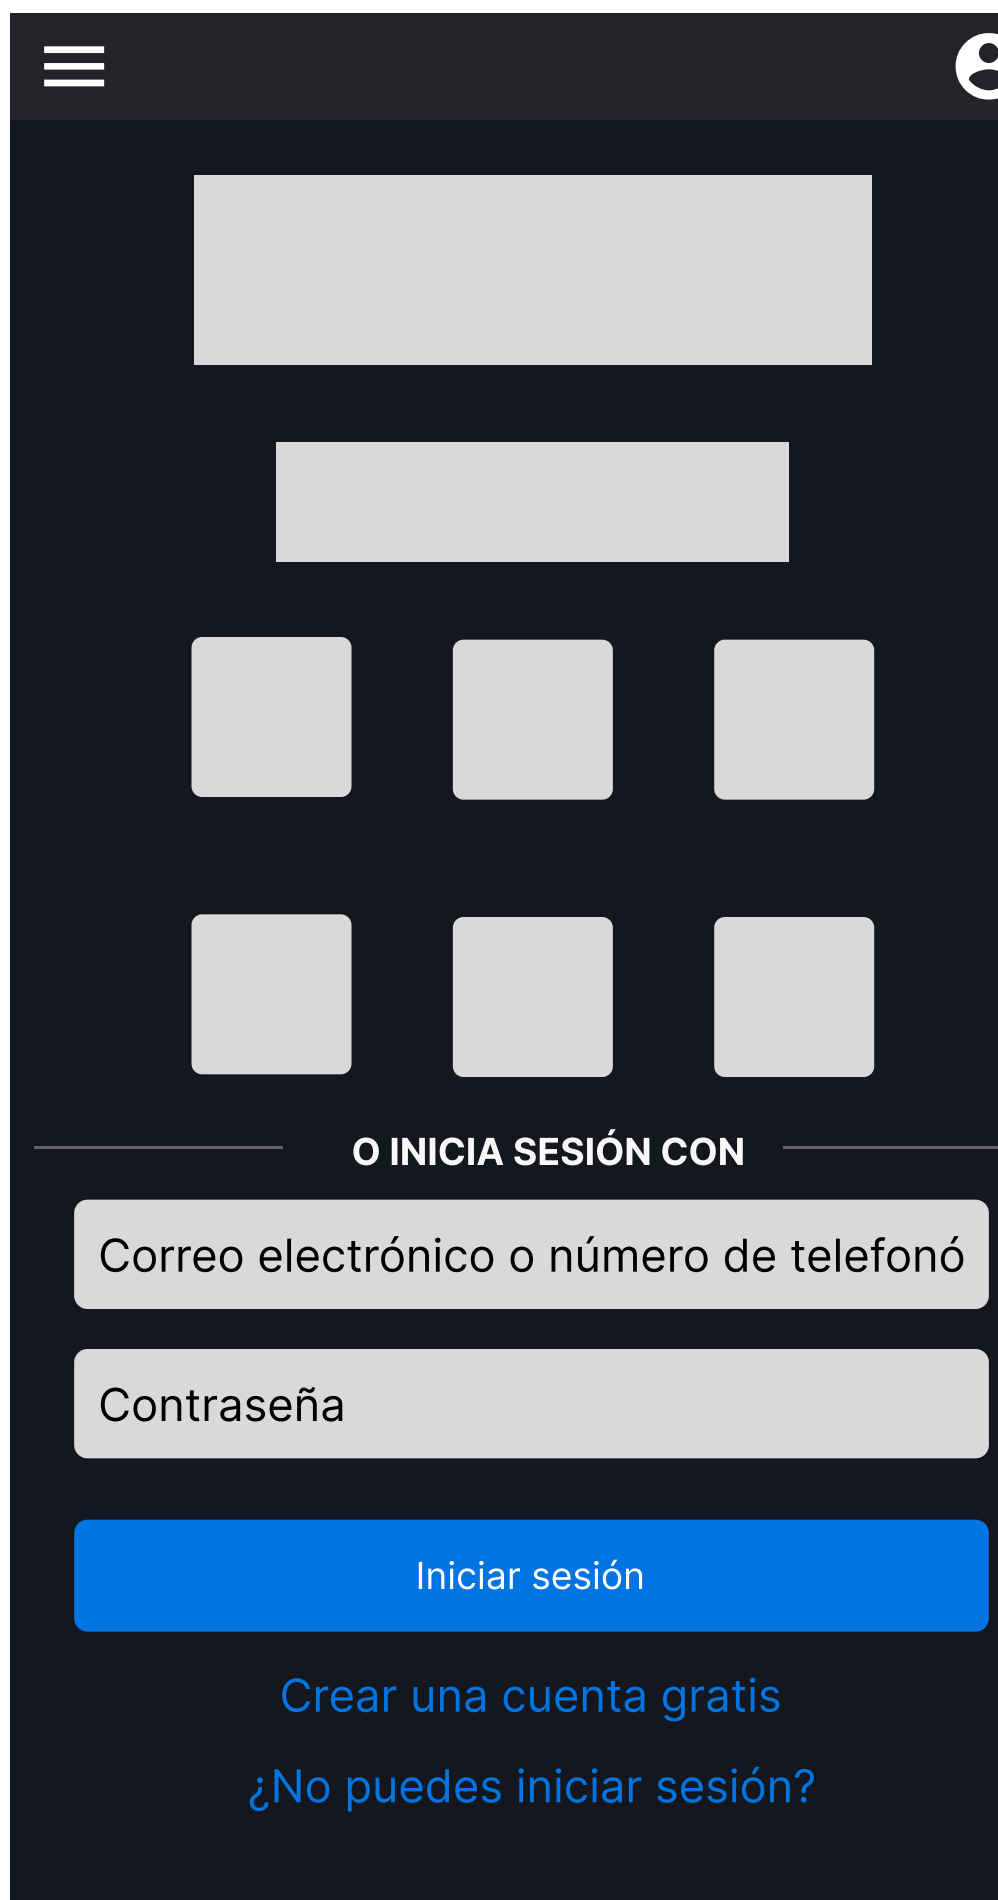 O INICIA SESIÓN CON
Correo electrónico o número de telefonó
Contraseña
Iniciar sesión
Crear una cuenta gratis
¿No puedes iniciar sesión?